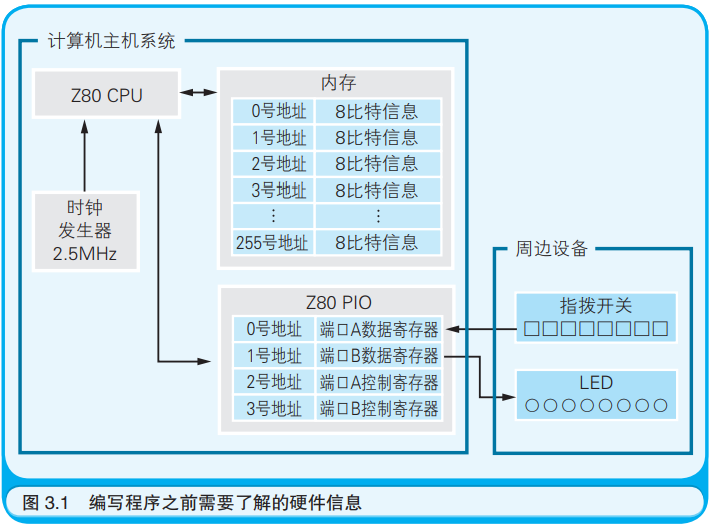 计算机主机系统
Z80 CPU
内存
0号地址 8比特信息
1号地址 8比特信息
2号地址 8比特信息
3号地址 8比特信息
⋮ ⋮
255号地址 8比特信息
时钟
发生器
2.5MHz
Z80 PIO
0号地址 端口A数据寄存器
1号地址 端口B数据寄存器
2号地址 端口A控制寄存器
3号地址 端口B控制寄存器
周边设备
指拨开关
□□□□□□□□
LED
○○○○○○○○
图 3.1 编写程序之前需要了解的硬件信息